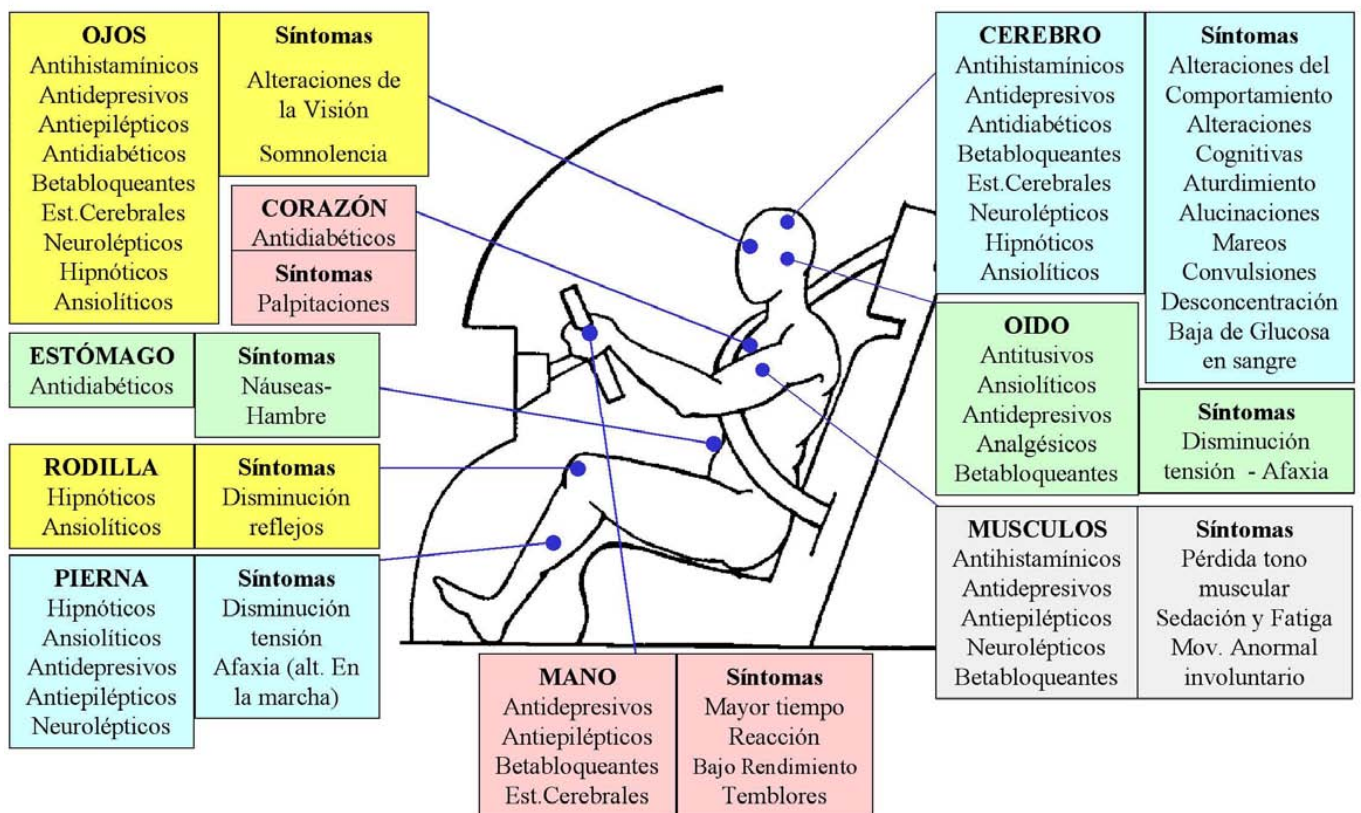 OJOS
Antihistamínicos
Antidepresivos
Antiepilépticos
Antidiabéticos
Betabloqueantes
Est.Cerebrales
Neurolépticos
Hipnóticos
Ansiolíticos
Síntomas
Alteraciones de
la Visión
Somnolencia
CORAZÓN
Antidiabéticos
Síntomas
Palpitaciones
ESTÓMAGO
Antidiabéticos
Síntomas
Náuseas-
Hambre
RODILLA
Hipnóticos
Ansiolíticos
Síntomas
Disminución
reflejos
PIERNA
Hipnóticos
Ansiolíticos
Antidepresivos
Antiepilépticos
Neurolépticos
Síntomas
Disminución
tensión
Afaxia (alt. En
la marcha)
MANO
Antidepresivos
Antiepilépticos
Betabloqueantes
Est.Cerebrales
Síntomas
Mayor tiempo
Reacción
Bajo Rendimiento
Temblores
CEREBRO
Antihistamínicos
Antidepresivos
Antidiabéticos
Betabloqueantes
Est.Cerebrales
Neurolépticos
Hipnóticos
Ansiolíticos
Síntomas
Alteraciones del
Comportamiento
Alteraciones
Cognitivas
Aturdimiento
Alucinaciones
Mareos
Convulsiones
Desconcentración
Baja de Glucosa
en sangre
OIDO
Antitusivos
Ansiolíticos
Antidepresivos
Analgésicos
Betabloqueantes
Síntomas
Disminución
tensión - Afaxia
MUSCULOS
Antihistamínicos
Antidepresivos
Antiepilépticos
Neurolépticos
Betabloqueantes
Síntomas
Pérdida tono
muscular
Sedación y Fatiga
Mov. Anormal
involuntario